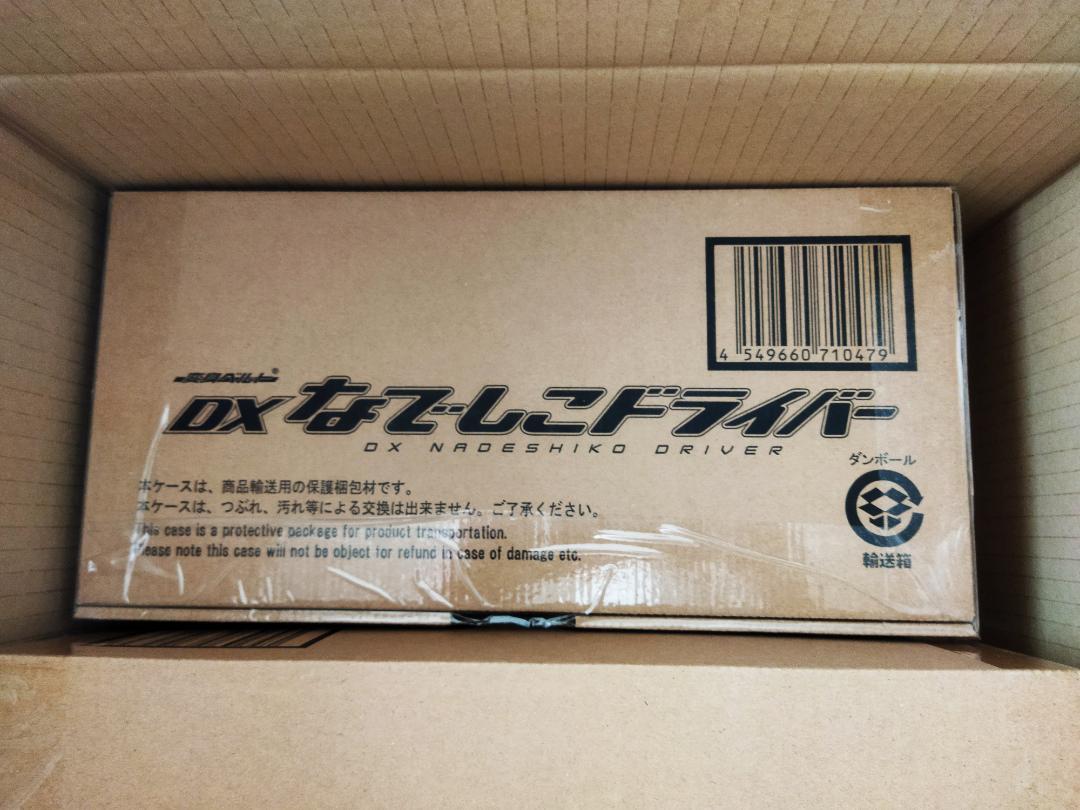 4 549660 710479
変身ベルト®
DXなでしこドライバー
DX NADESHIKO DRIVER
ダンボール
本ケースは、商品輸送用の保護梱包材です。
本ケースは、つぶれ、汚れ等による交換は出来ません。ご了承ください。
This case is a protective package for product transportation.
Please note this case will not be object for refund in case of damage etc.
輸送箱